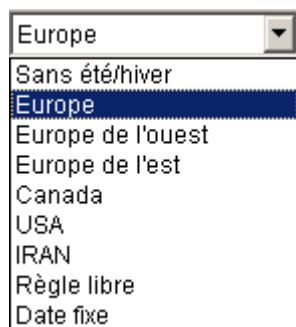 Europe
Sans été/hiver
Europe
Europe de l'ouest
Europe de l'est
Canada
USA
IRAN
Règle libre
Date fixe